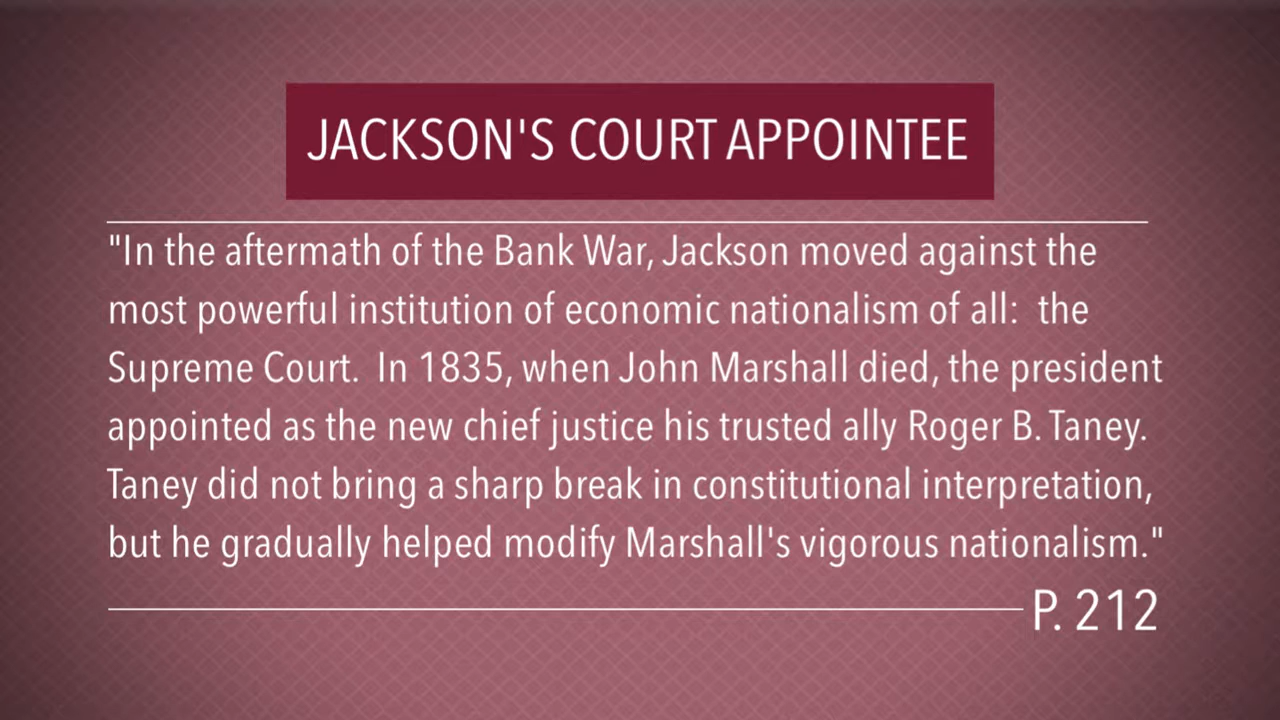 JACKSON'S COURT APPOINTEE
"In the aftermath of the Bank War, Jackson moved against the
most powerful institution of economic nationalism of all:  the
Supreme Court.  In 1835, when John Marshall died, the president
appointed as the new chief justice his trusted ally Roger B. Taney.
Taney did not bring a sharp break in constitutional interpretation,
but he gradually helped modify Marshall's vigorous nationalism."
P. 212